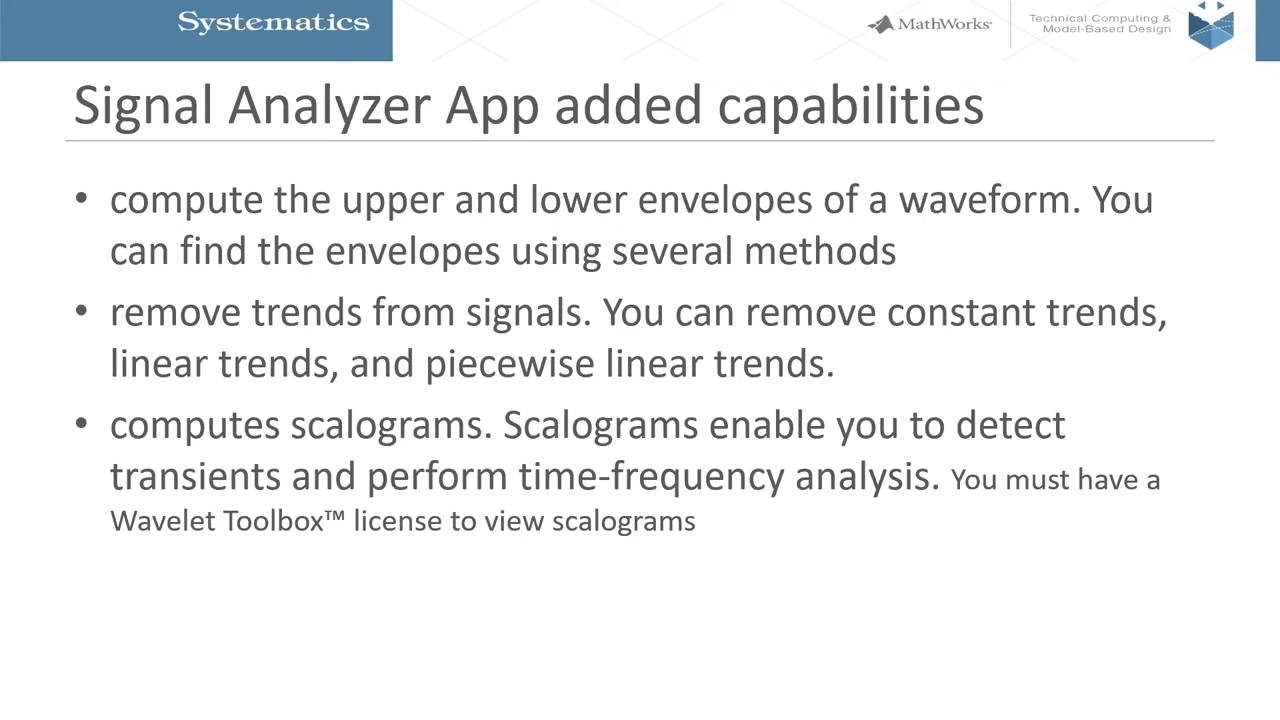 Systematics
MathWorks
Technical Computing &
Model-Based Design
Signal Analyzer App added capabilities
• compute the upper and lower envelopes of a waveform. You
can find the envelopes using several methods
• remove trends from signals. You can remove constant trends,
linear trends, and piecewise linear trends.
• computes scalograms. Scalograms enable you to detect
transients and perform time-frequency analysis. You must have a
Wavelet Toolbox™ license to view scalograms